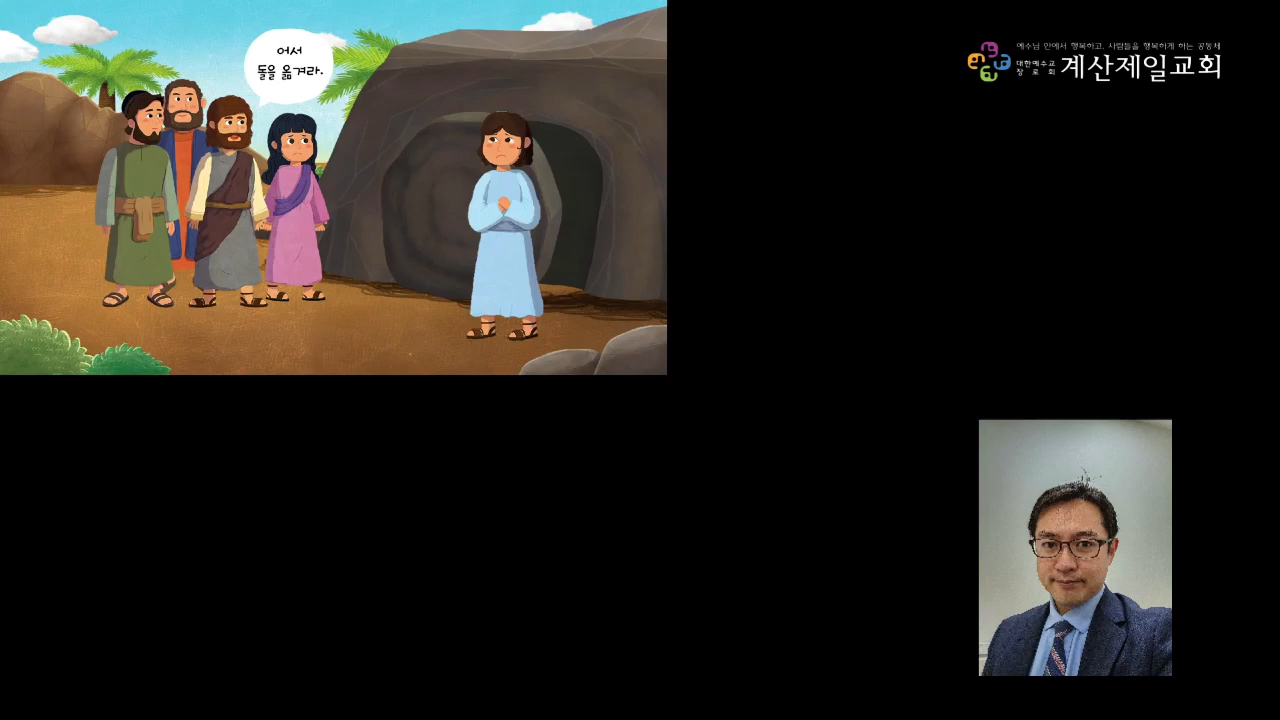 어서
돌을 옮겨라.
예수님 안에서 행복하고, 사람들을 행복하게 하는 공동체
대한예수교
장로회
계산제일교회